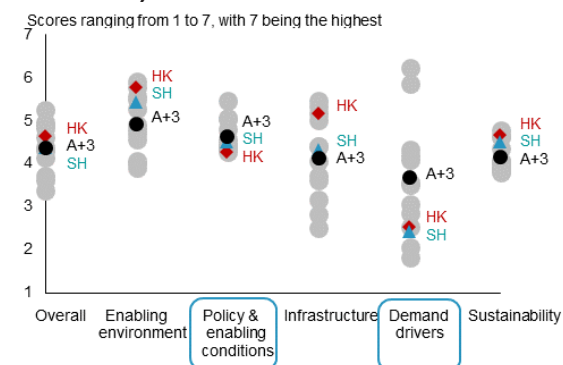 Scores ranging from 1 to 7, with 7 being the highest
7
6
5
4
3
2
1
HK
A+3
SH
HK
SH
A+3
A+3
SH
HK
HK
SH
A+3
A+3
HK
SH
HK
SH
A+3
Overall
Enabling
environment
Policy &
enabling
conditions
Infrastructure
Demand
drivers
Sustainability